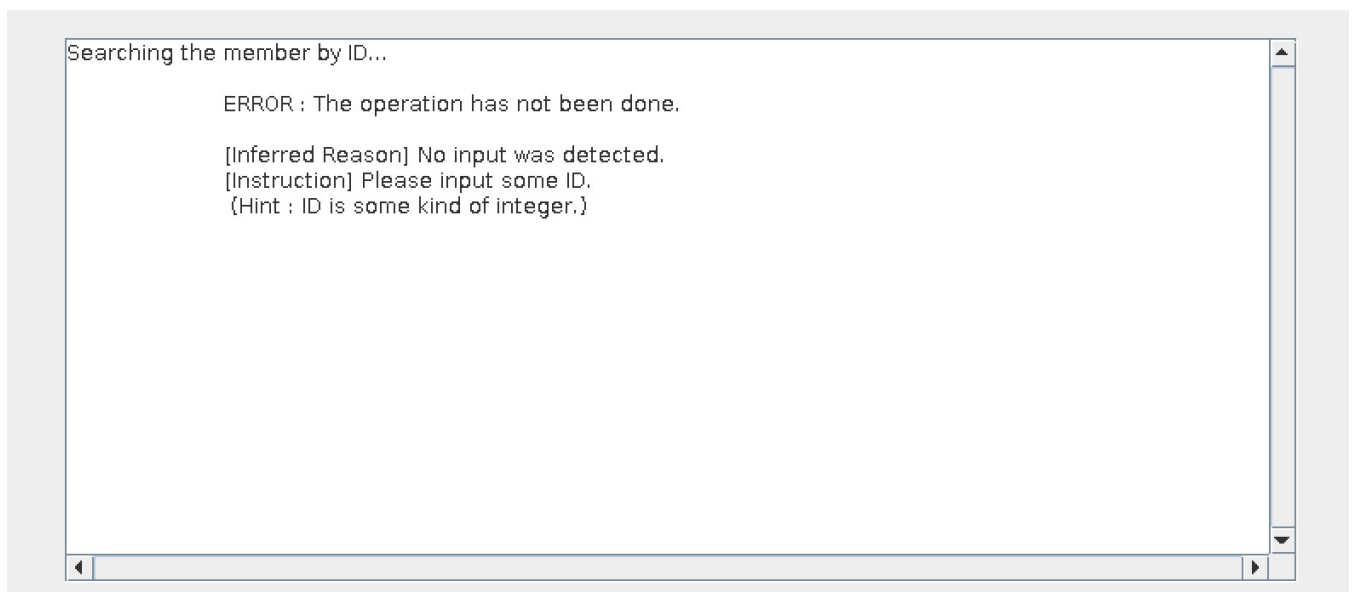 Searching the member by ID...
ERROR : The operation has not been done.
[Inferred Reason] No input was detected.
[Instruction] Please input some ID.
(Hint : ID is some kind of integer.)